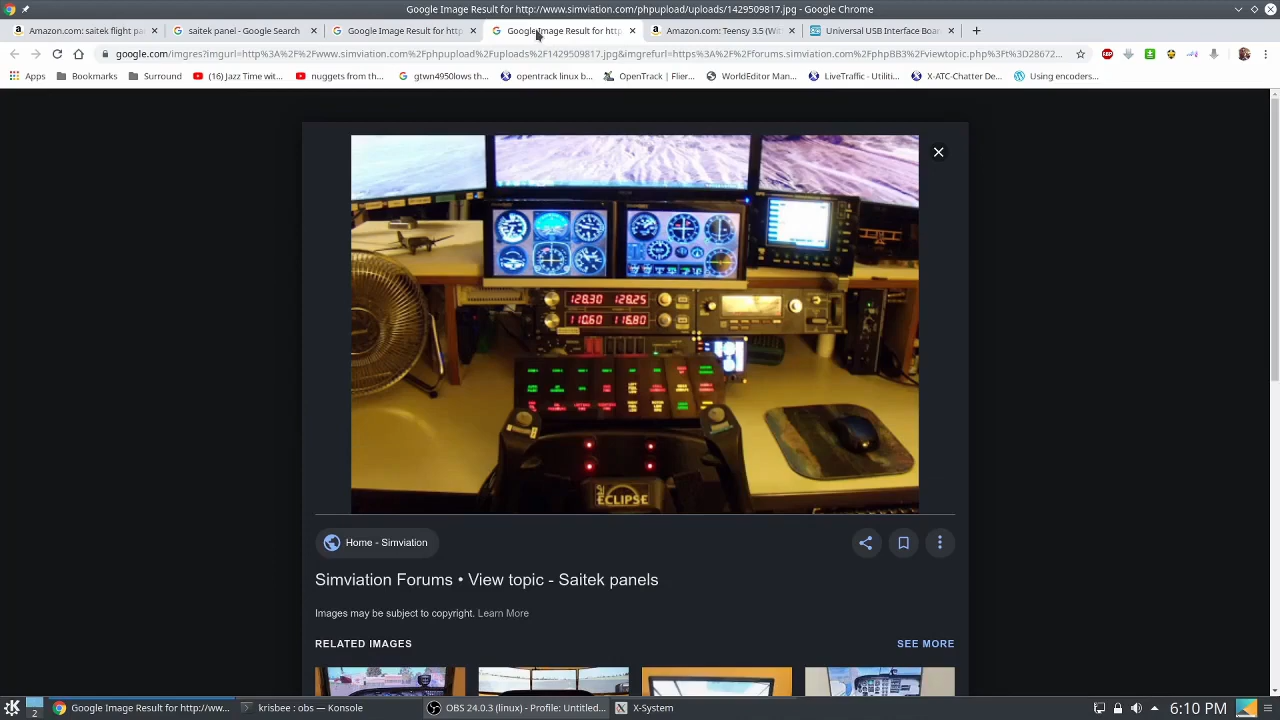 Google Image Result for http://www.simviation.com/phpupload/uploads/1429509817.jpg - Google Chrome
Amazon.com: saitek flight pa
saitek panel - Google Search
Google Image Result for http
Google Image Result for http
Amazon.com: Teensy 3.5 (With
Universal USB Interface Boar
google.com/imgres?imgurl=http%3A%2F%2Fwww.simviation.com%2Fphpupload%2Fuploads%2F1429509817.jpg&imgrefurl=https%3A%2F%2Fforums.simviation.com%2FphpBB3%2Fviewtopic.php%3Ft%3D28672...
Apps
Bookmarks
Surround
(16) Jazz Time wit...
nuggets from th...
gtwn4950lows th...
opentrack linux b...
OpenTrack | Flier...
WorldEditor Man...
LiveTraffic - Utiliti...
X-ATC-Chatter De...
Using encoders...
128.30 128.25
110.60 116.80
ECLIPSE
Home - Simviation
Simviation Forums • View topic - Saitek panels
Images may be subject to copyright. Learn More
RELATED IMAGES
SEE MORE
2
Google Image Result for http://ww...
krisbee : obs — Konsole
OBS 24.0.3 (linux) - Profile: Untitled...
X-System
6:10 PM